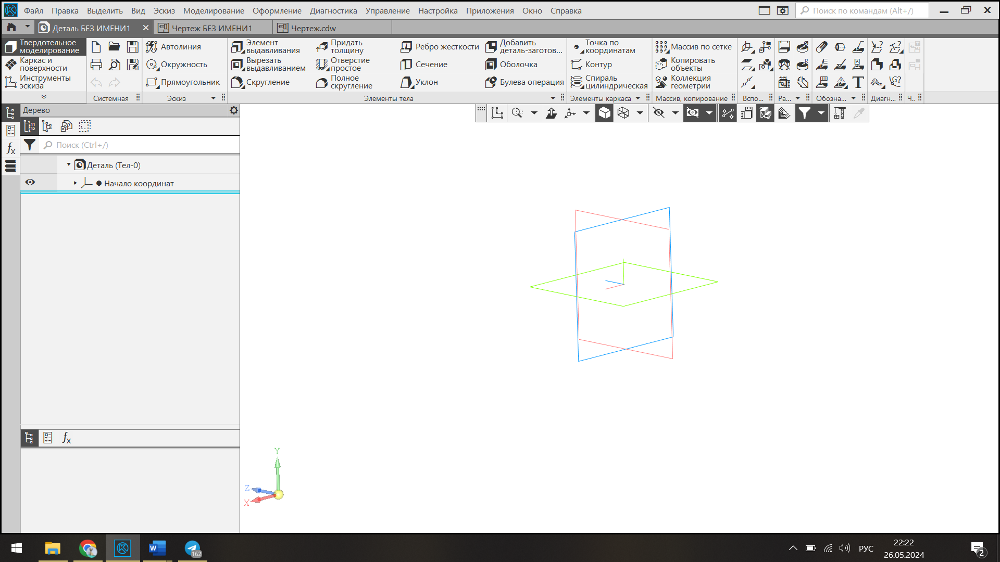 Файл Правка Выделить Вид Эскиз Моделирование Оформление Диагностика Управление Настройка Приложения Окно Справка Поиск по командам (Alt+/)
Деталь БЕЗ ИМЕНИ1 Чертеж БЕЗ ИМЕНИ1 Чертеж.cdw
Твердотельное
моделирование
Каркас и
поверхности
Инструменты
эскиза
Системная
Автолиния
Окружность
Прямоугольник
Эскиз
Элемент
выдавливания
Вырезать
выдавливанием
Скругление
Придать
толщину
Отверстие
простое
Полное
скругление
Ребро жесткости
Сечение
Уклон
Добавить
деталь-заготов...
Оболочка
Булева операция
Элементы тела
Точка по
координатам
Контур
Спираль
цилиндрическая
Элементы каркаса
Массив по сетке
Копировать
объекты
Коллекция
геометрии
Массив, копирование
Вспо...
Ра...
Обозна...
Диагн...
Ч..
Дерево
Поиск (Ctrl+/)
Деталь (Тел-0)
Начало координат
Y
Z
X
162
РУС
22:22
26.05.2024
2